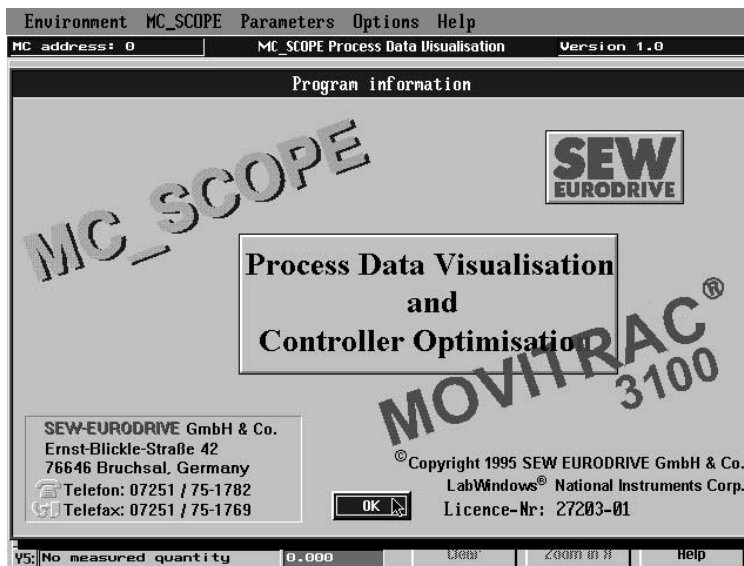 Environment MC_SCOPE Parameters Options Help
MC address: 0 MC_SCOPE Process Data Visualisation Version 1.0
Program information
MC_SCOPE
SEW
EURODRIVE
Process Data Visualisation
and
Controller Optimisation
MOVITRAC®
3100
SEW-EURODRIVE GmbH & Co.
Ernst-Blickle-Straße 42
76646 Bruchsal, Germany
Telefon: 07251 / 75-1782
Telefax: 07251 / 75-1769
©Copyright 1995 SEW EURODRIVE GmbH & Co.
LabWindows® National Instruments Corp.
Licence-Nr: 27203-01
OK
Y5: No measured quantity 0.000 Clear Zoom in X Help